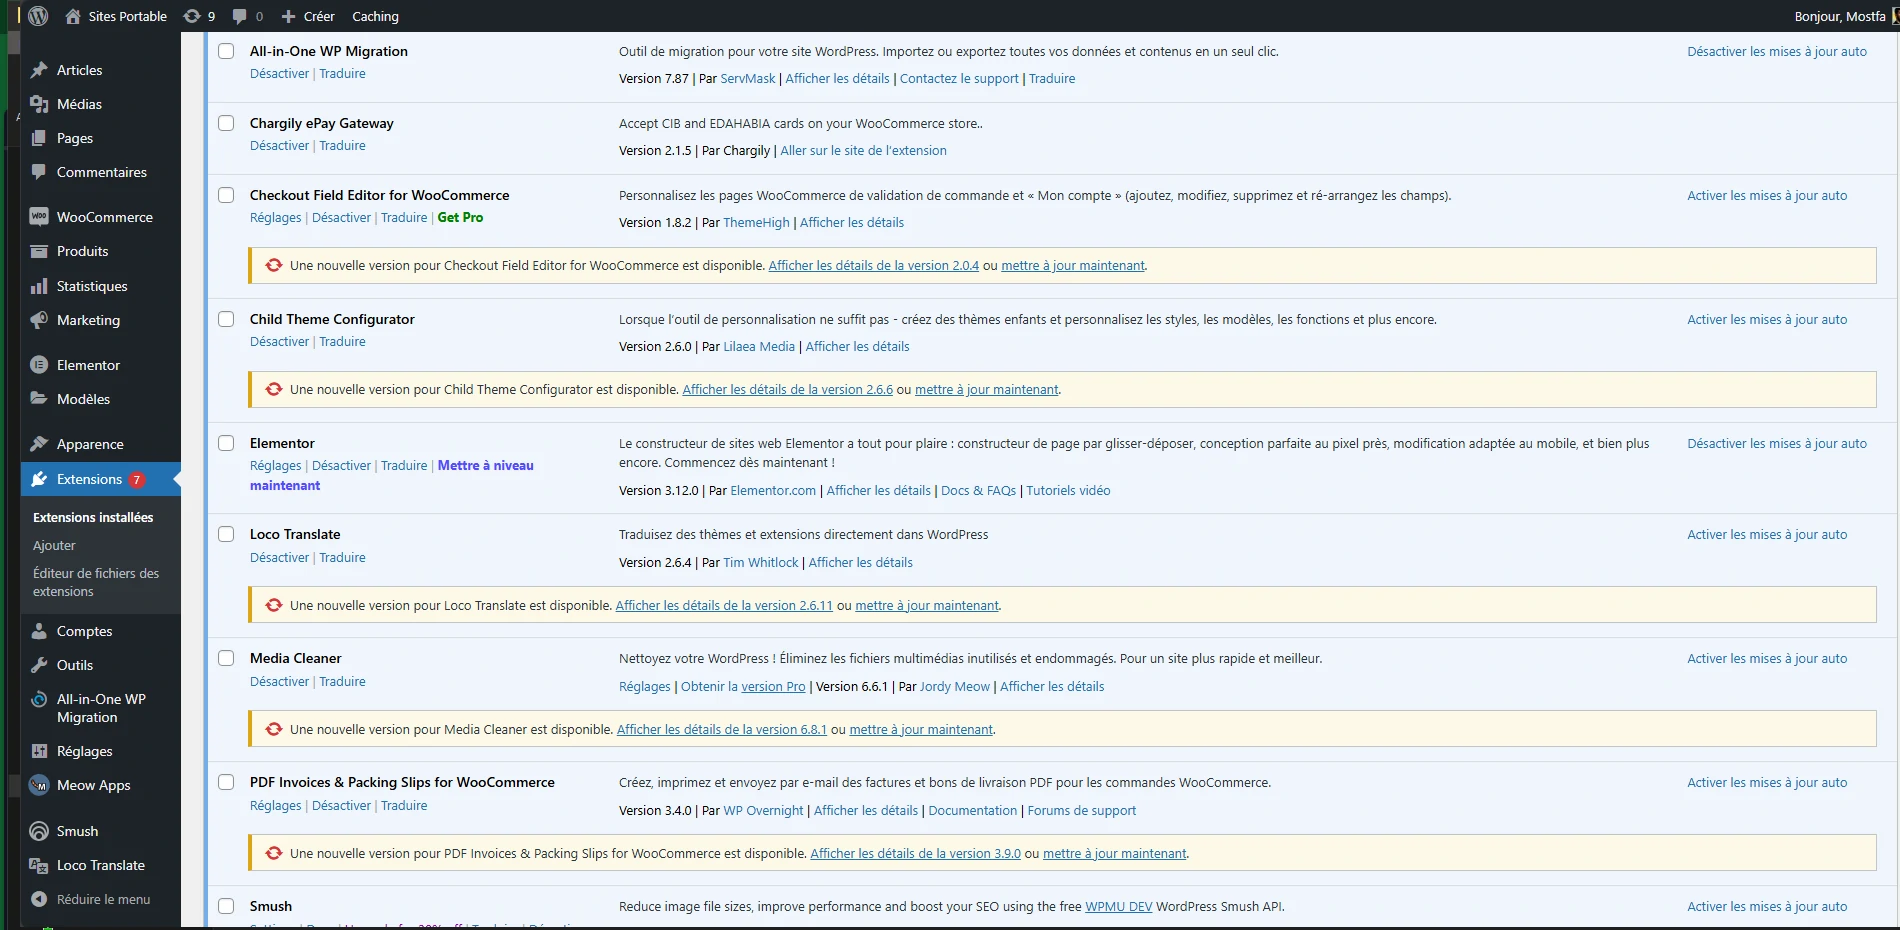 Sites Portable 9 0 Créer Caching Bonjour, Mostfa
Articles
Médias
Pages
Commentaires
WooCommerce
Produits
Statistiques
Marketing
Elementor
Modèles
Apparence
Extensions 7
Extensions installées
Ajouter
Éditeur de fichiers des
extensions
Comptes
Outils
All-in-One WP
Migration
Réglages
Meow Apps
Smush
Loco Translate
Réduire le menu
All-in-One WP Migration
Désactiver | Traduire
Outil de migration pour votre site WordPress. Importez ou exportez toutes vos données et contenus en un seul clic.
Version 7.87 | Par ServMask | Afficher les détails | Contactez le support | Traduire
Désactiver les mises à jour auto
Chargily ePay Gateway
Désactiver | Traduire
Accept CIB and EDAHABIA cards on your WooCommerce store..
Version 2.1.5 | Par Chargily | Aller sur le site de l'extension
Checkout Field Editor for WooCommerce
Réglages | Désactiver | Traduire | Get Pro
Personnalisez les pages WooCommerce de validation de commande et « Mon compte » (ajoutez, modifiez, supprimez et ré-arrangez les champs).
Version 1.8.2 | Par ThemeHigh | Afficher les détails
Activer les mises à jour auto
Une nouvelle version pour Checkout Field Editor for WooCommerce est disponible. Afficher les détails de la version 2.0.4 ou mettre à jour maintenant.
Child Theme Configurator
Désactiver | Traduire
Lorsque l'outil de personnalisation ne suffit pas - créez des thèmes enfants et personnalisez les styles, les modèles, les fonctions et plus encore.
Version 2.6.0 | Par Lilaea Media | Afficher les détails
Activer les mises à jour auto
Une nouvelle version pour Child Theme Configurator est disponible. Afficher les détails de la version 2.6.6 ou mettre à jour maintenant.
Elementor
Réglages | Désactiver | Traduire | Mettre à niveau
maintenant
Le constructeur de sites web Elementor a tout pour plaire : constructeur de page par glisser-déposer, conception parfaite au pixel près, modification adaptée au mobile, et bien plus
encore. Commencez dès maintenant !
Version 3.12.0 | Par Elementor.com | Afficher les détails | Docs & FAQs | Tutoriels vidéo
Désactiver les mises à jour auto
Loco Translate
Désactiver | Traduire
Traduisez des thèmes et extensions directement dans WordPress
Version 2.6.4 | Par Tim Whitlock | Afficher les détails
Activer les mises à jour auto
Une nouvelle version pour Loco Translate est disponible. Afficher les détails de la version 2.6.11 ou mettre à jour maintenant.
Media Cleaner
Désactiver | Traduire
Nettoyez votre WordPress ! Éliminez les fichiers multimédias inutilisés et endommagés. Pour un site plus rapide et meilleur.
Réglages | Obtenir la version Pro | Version 6.6.1 | Par Jordy Meow | Afficher les détails
Activer les mises à jour auto
Une nouvelle version pour Media Cleaner est disponible. Afficher les détails de la version 6.8.1 ou mettre à jour maintenant.
PDF Invoices & Packing Slips for WooCommerce
Réglages | Désactiver | Traduire
Créez, imprimez et envoyez par e-mail des factures et bons de livraison PDF pour les commandes WooCommerce.
Version 3.4.0 | Par WP Overnight | Afficher les détails | Documentation | Forums de support
Activer les mises à jour auto
Une nouvelle version pour PDF Invoices & Packing Slips for WooCommerce est disponible. Afficher les détails de la version 3.9.0 ou mettre à jour maintenant.
Smush
Reduce image file sizes, improve performance and boost your SEO using the free WPMU DEV WordPress Smush API.
Activer les mises à jour auto